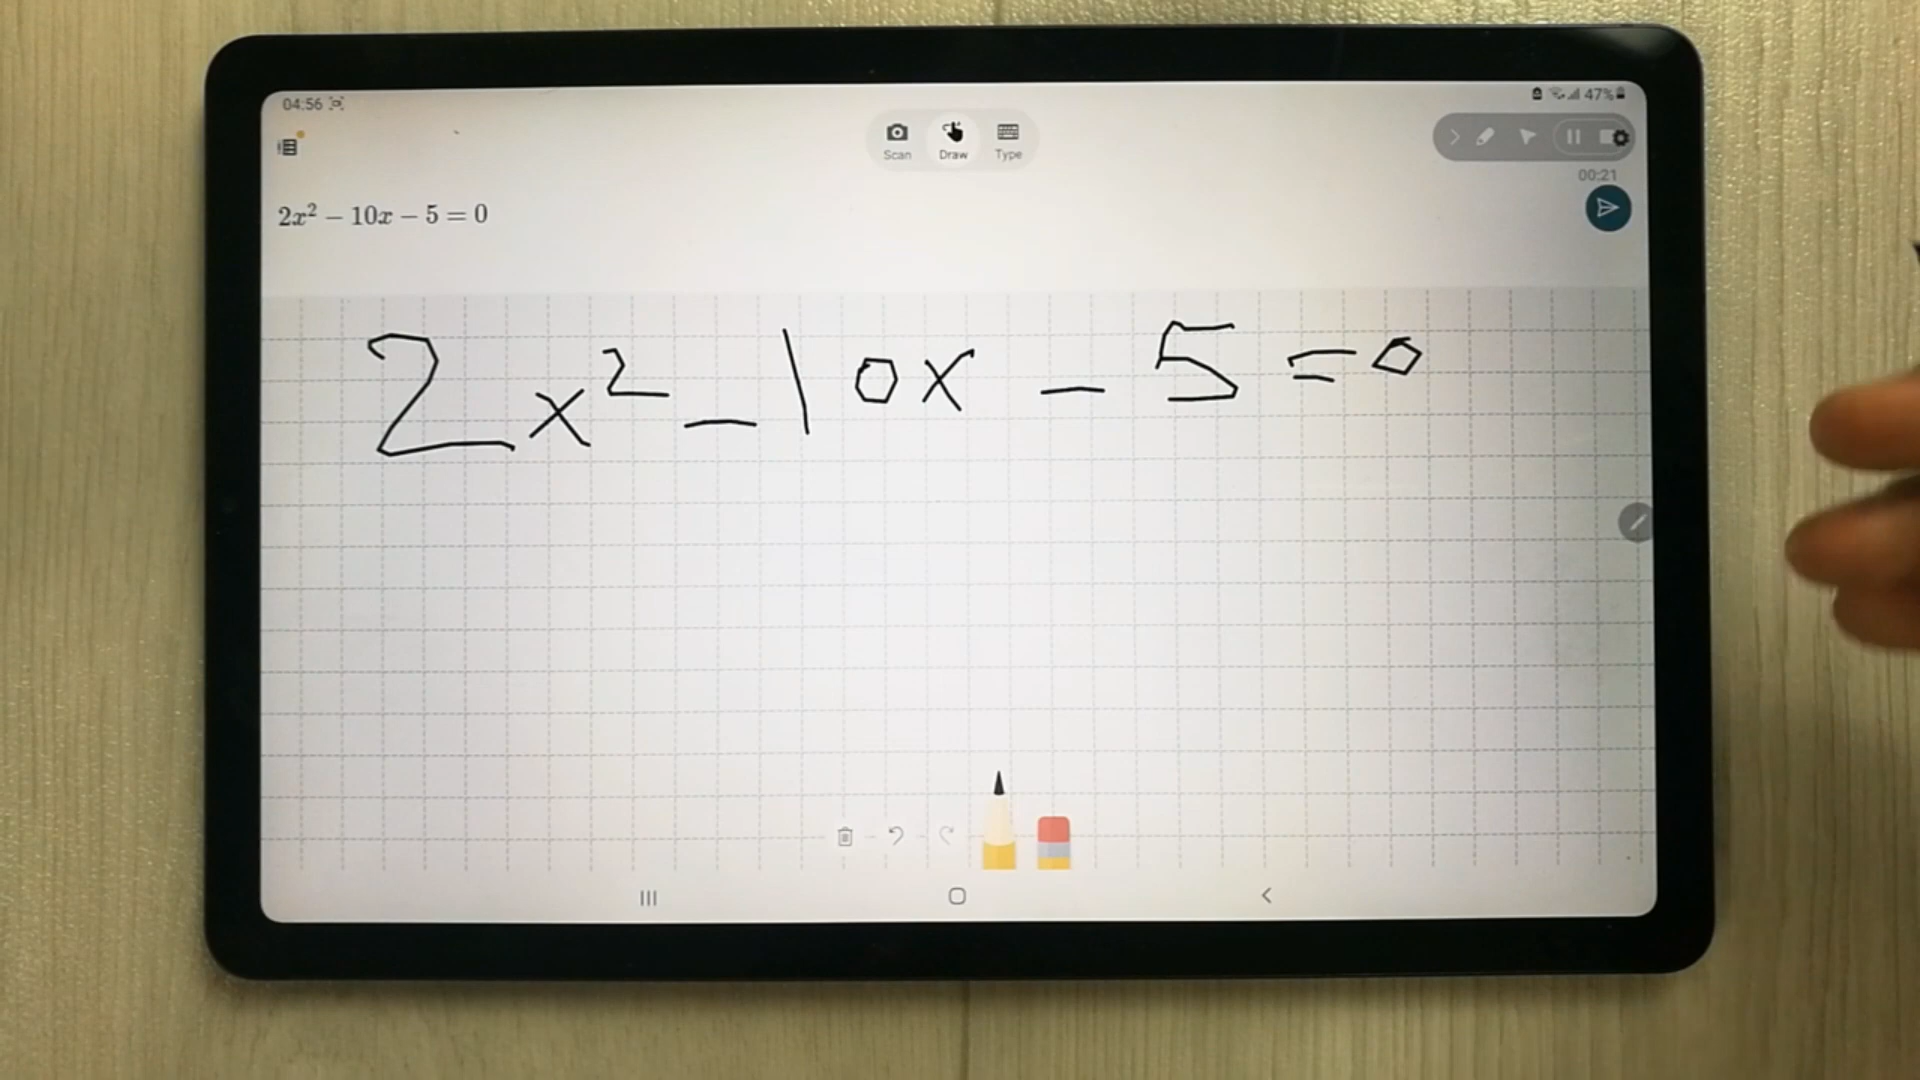 04:56
47%
Scan Draw Type
00:21
2x² − 10x − 5 = 0
2x² − 10x − 5 = 0